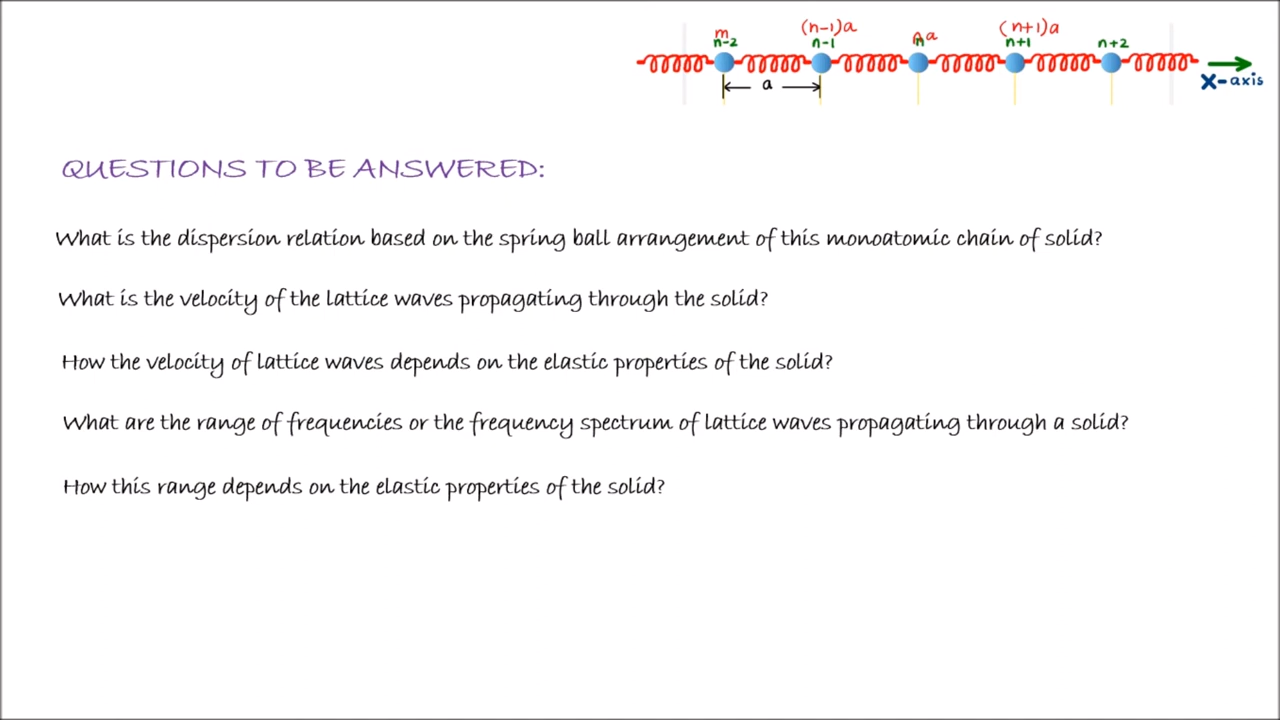 m (n-1)a na (n+1)a
n-2 n-1 n n+1 n+2
a
X-axis
QUESTIONS TO BE ANSWERED:
What is the dispersion relation based on the spring ball arrangement of this monoatomic chain of solid?
What is the velocity of the lattice waves propagating through the solid?
How the velocity of lattice waves depends on the elastic properties of the solid?
What are the range of frequencies or the frequency spectrum of lattice waves propagating through a solid?
How this range depends on the elastic properties of the solid?